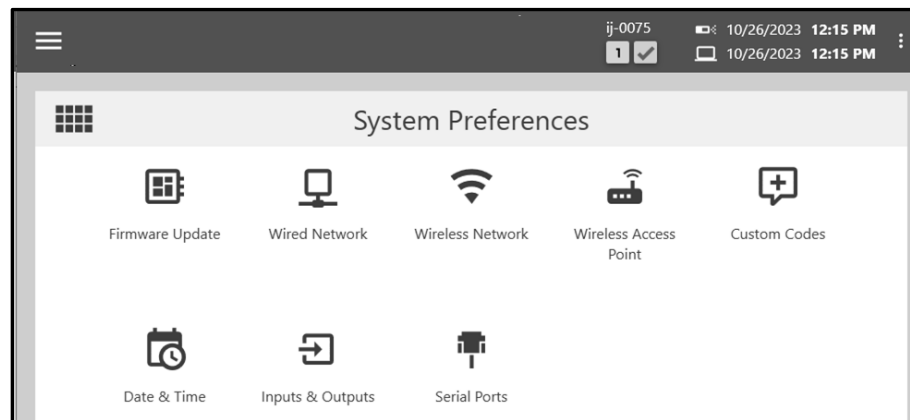 ij-0075
1
10/26/2023 12:15 PM
10/26/2023 12:15 PM
System Preferences
Firmware Update
Wired Network
Wireless Network
Wireless Access
Point
Custom Codes
Date & Time
Inputs & Outputs
Serial Ports